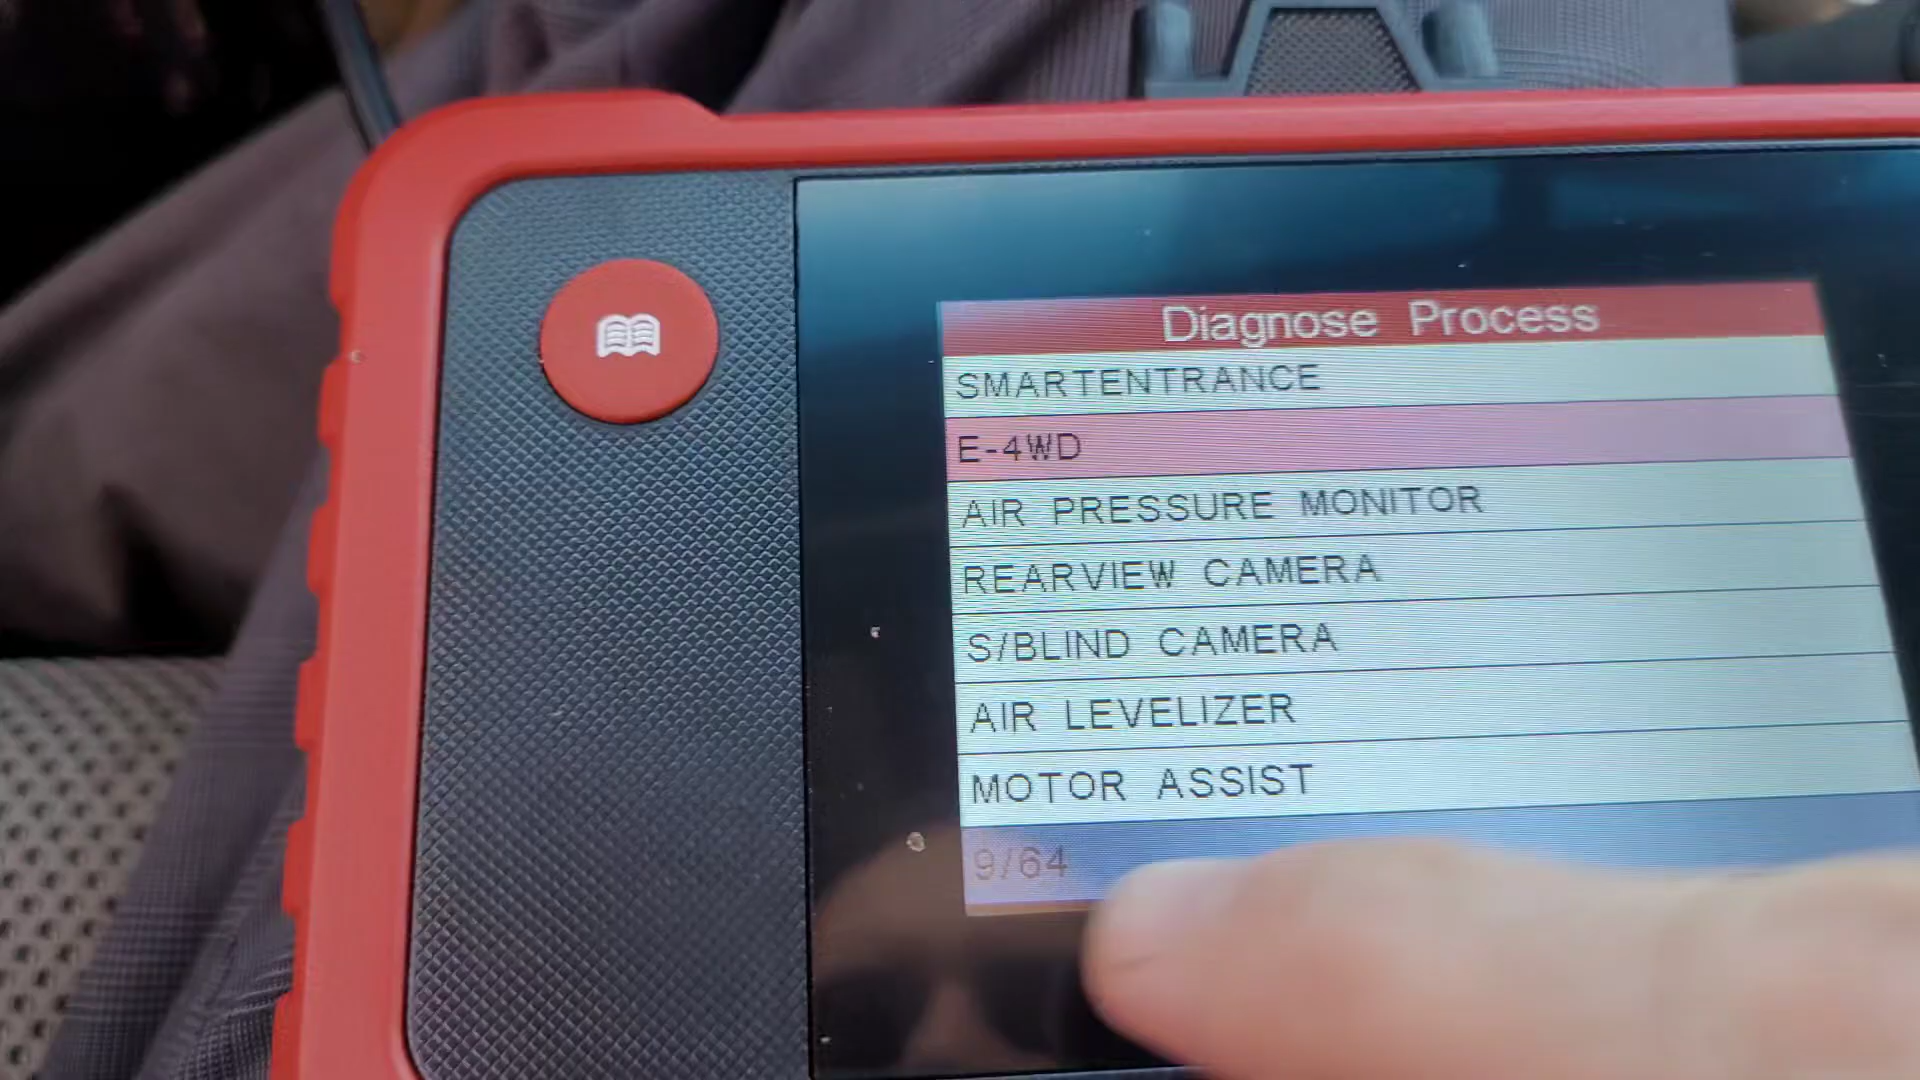 Diagnose Process
SMARTENTRANCE
E-4WD
AIR PRESSURE MONITOR
REARVIEW CAMERA
S/BLIND CAMERA
AIR LEVELIZER
MOTOR ASSIST
9/64